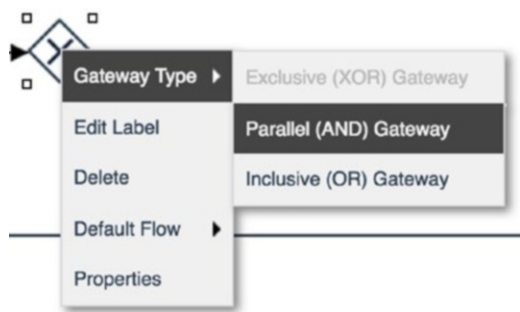 Gateway Type
Edit Label
Delete
Default Flow
Properties
Exclusive (XOR) Gateway
Parallel (AND) Gateway
Inclusive (OR) Gateway